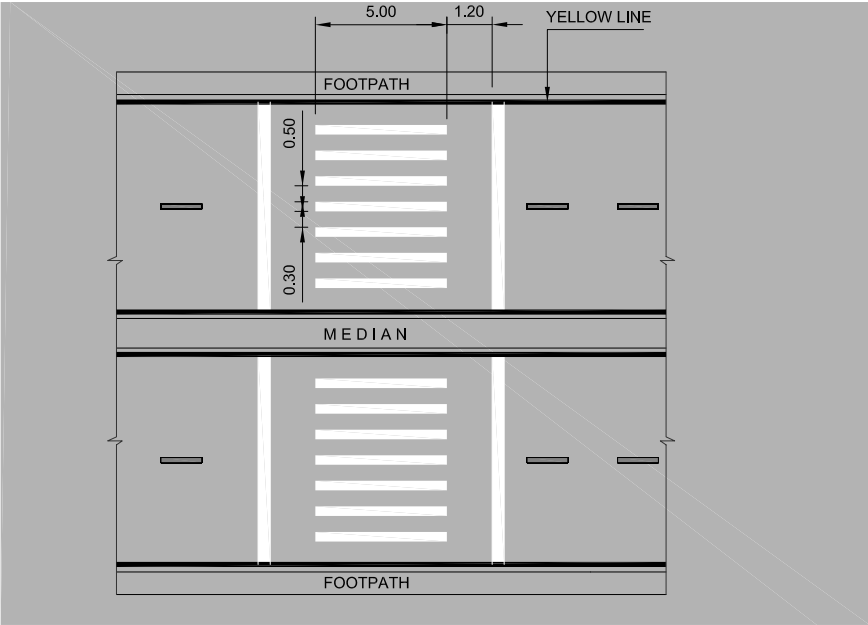 5.00
1.20
YELLOW LINE
FOOTPATH
0.50
0.30
MEDIAN
FOOTPATH